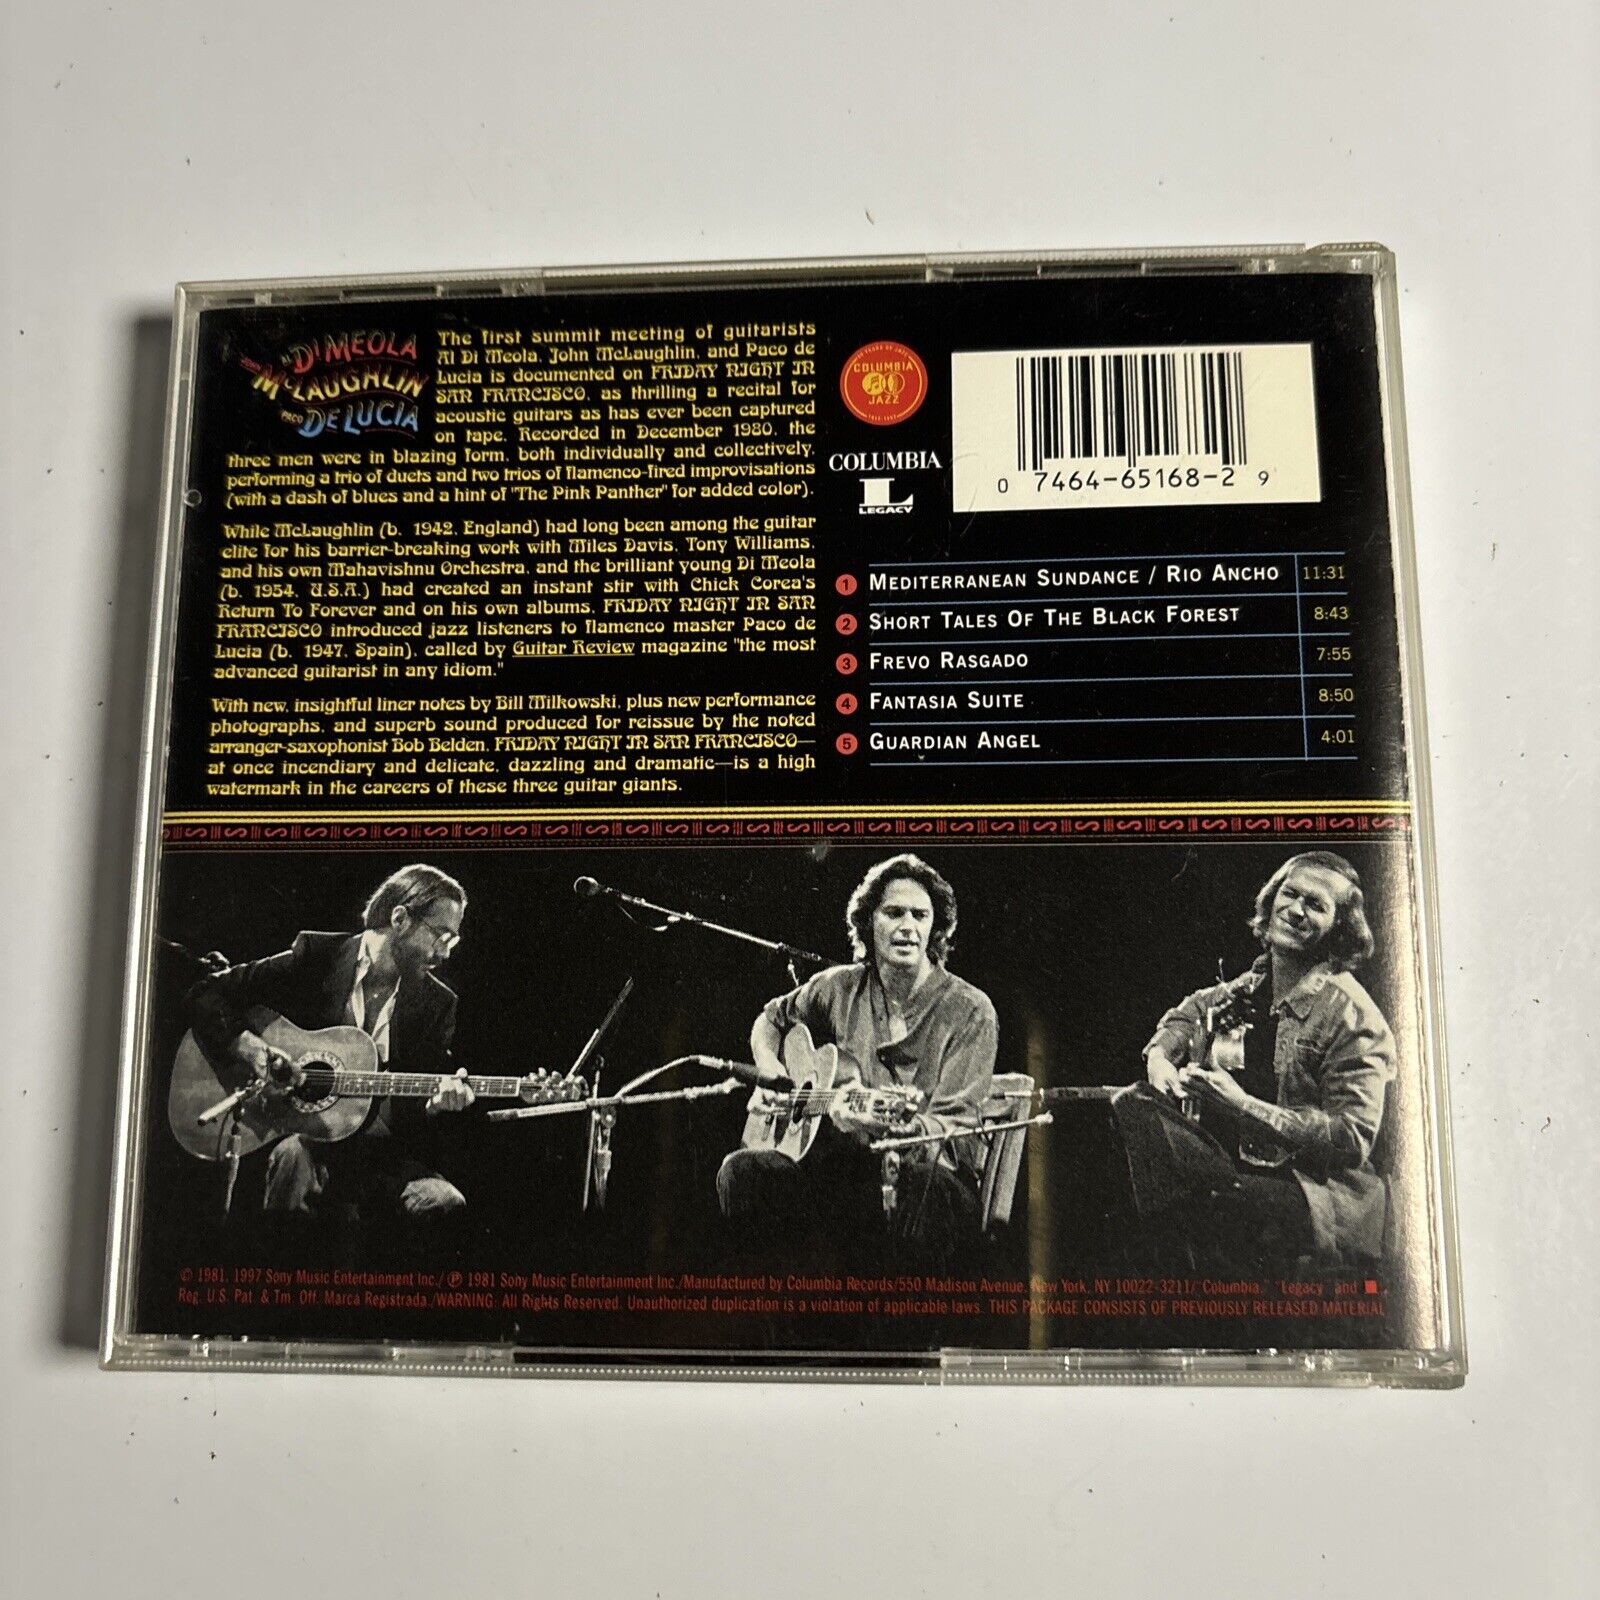 AL DI MEOLA
JOHN MCLAUGHLIN
PACO DE LUCIA
The first summit meeting of guitarists
Al Di Meola, John McLaughlin, and Paco de
Lucia is documented on FRIDAY NIGHT IN
SAN FRANCISCO, as thrilling a recital for
acoustic guitars as has ever been captured
on tape. Recorded in December 1980, the
three men were in blazing form, both individually and collectively,
performing a trio of duets and two trios of flamenco-fired improvisations
(with a dash of blues and a hint of "The Pink Panther" for added color).
While McLaughlin (b. 1942, England) had long been among the guitar
elite for his barrier-breaking work with Miles Davis, Tony Williams,
and his own Mahavishnu Orchestra, and the brilliant young Di Meola
(b. 1954, U.S.A.) had created an instant stir with Chick Corea's
Return To Forever and on his own albums, FRIDAY NIGHT IN SAN
FRANCISCO introduced jazz listeners to flamenco master Paco de
Lucia (b. 1947, Spain), called by Guitar Review magazine "the most
advanced guitarist in any idiom."
With new, insightful liner notes by Bill Milkowski, plus new performance
photographs, and superb sound produced for reissue by the noted
arranger-saxophonist Bob Belden, FRIDAY NIGHT IN SAN FRANCISCO—
at once incendiary and delicate, dazzling and dramatic—is a high
watermark in the careers of these three guitar giants.
COLUMBIA
JAZZ
COLUMBIA
L
LEGACY
0 7464-65168-2 9
1 MEDITERRANEAN SUNDANCE / RIO ANCHO 11:31
2 SHORT TALES OF THE BLACK FOREST 8:43
3 FREVO RASGADO 7:55
4 FANTASIA SUITE 8:50
5 GUARDIAN ANGEL 4:01
© 1981, 1997 Sony Music Entertainment Inc./ ℗ 1981 Sony Music Entertainment Inc./Manufactured by Columbia Records/550 Madison Avenue, New York, NY 10022-3211/"Columbia," "Legacy" and
Reg. U.S. Pat. & Tm. Off. Marca Registrada./WARNING: All Rights Reserved. Unauthorized duplication is a violation of applicable laws. THIS PACKAGE CONSISTS OF PREVIOUSLY RELEASED MATERIAL